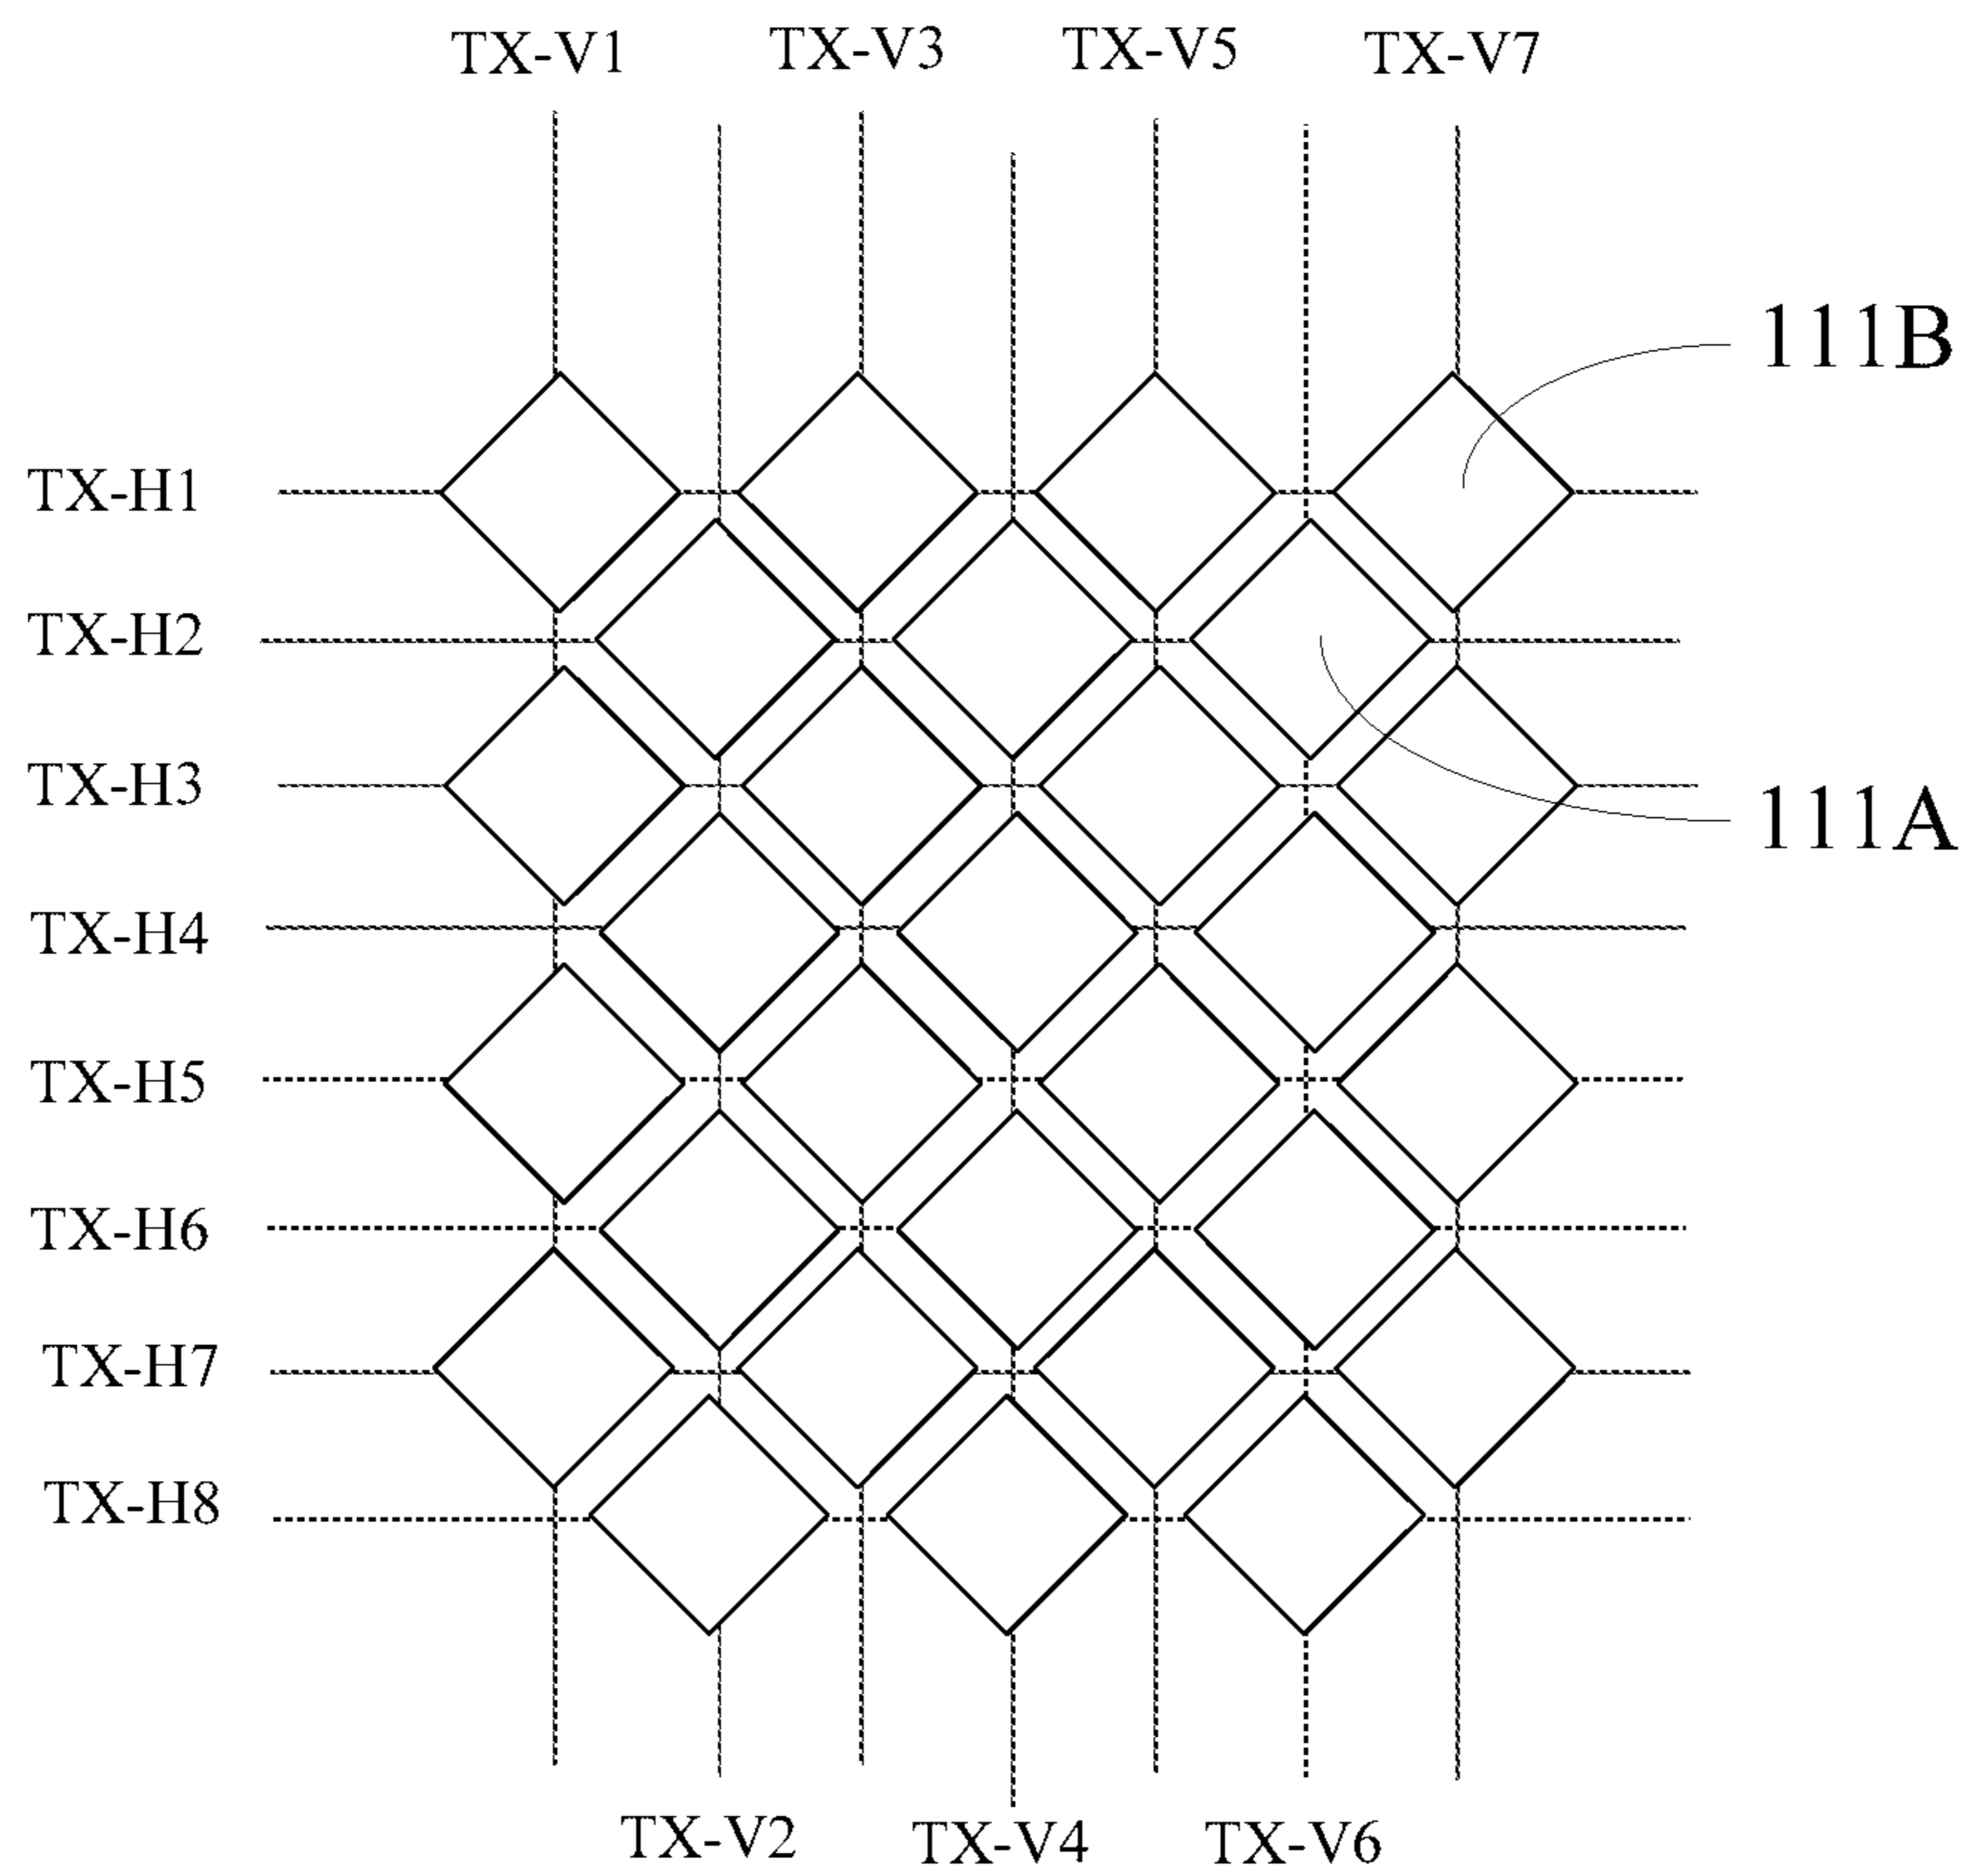 TX-V1 TX-V3 TX-V5 TX-V7
111B
TX-H1
TX-H2
TX-H3
111A
TX-H4
TX-H5
TX-H6
TX-H7
TX-H8
TX-V2 TX-V4 TX-V6